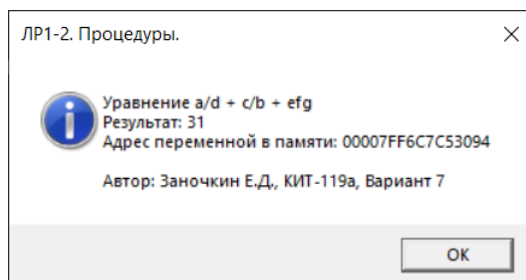 ЛР1-2. Процедуры.
Уравнение a/d + c/b + efg
Результат: 31
Адрес переменной в памяти: 00007FF6C7C53094
Автор: Заночкин Е.Д., КИТ-119а, Вариант 7
OK